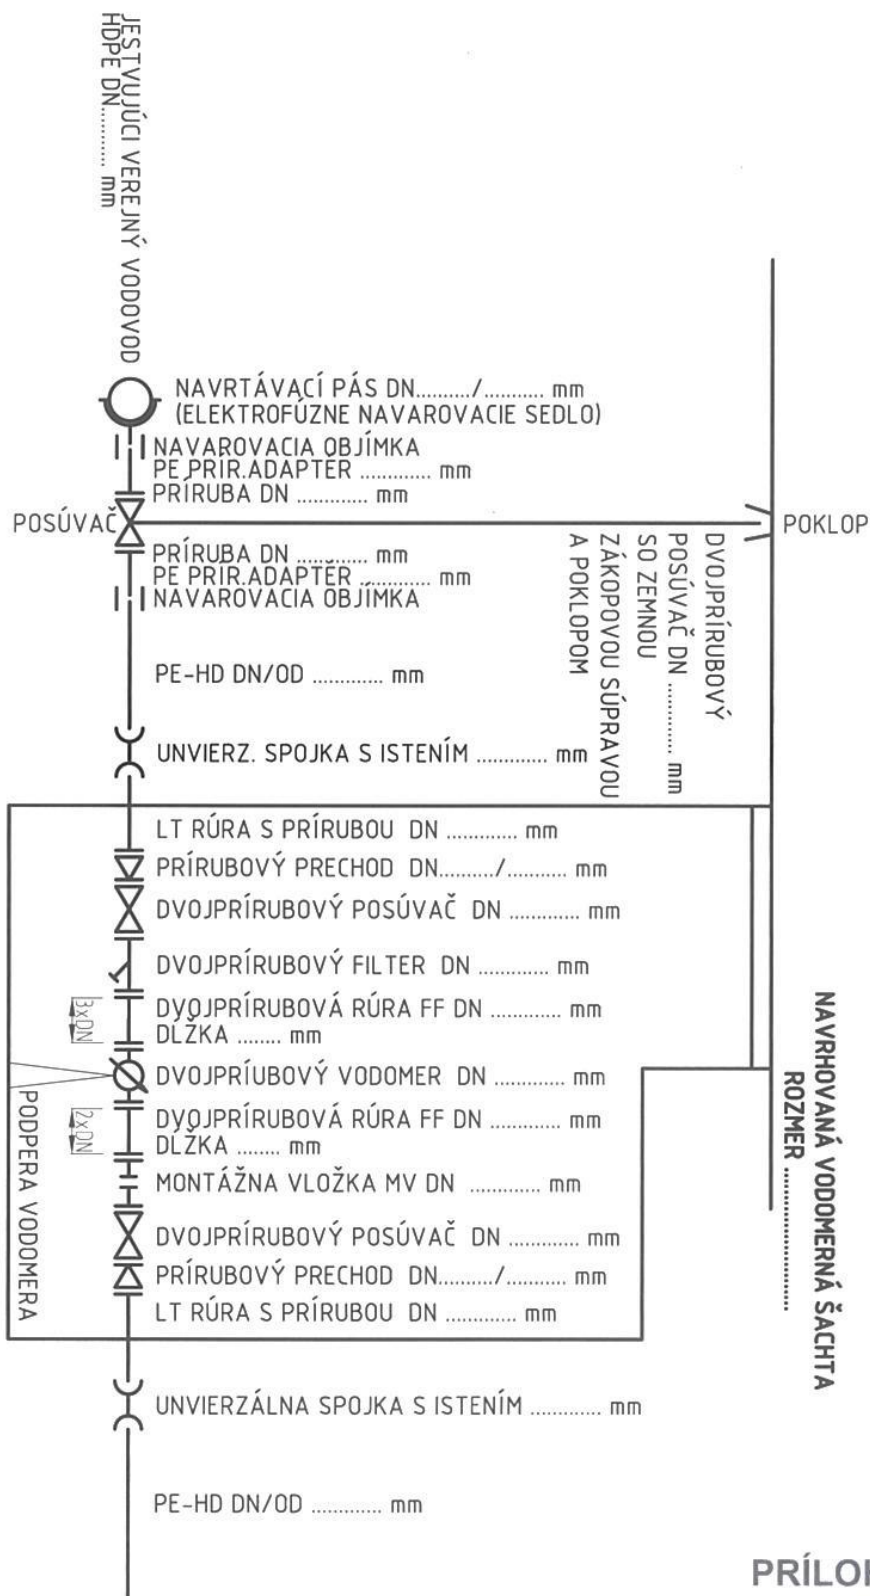 JESTVUJÚCI VEREJNÝ VODOVOD
HDPE DN........... mm
NAVRTÁVACÍ PÁS DN........./........... mm
(ELEKTROFÚZNE NAVAROVACIE SEDLO)
NAVAROVACIA OBJÍMKA
PE PRÍR.ADAPTÉR ............. mm
PRÍRUBA DN ............. mm
POSÚVAČ
POKLOP
PRÍRUBA DN ............. mm
PE PRÍR.ADAPTÉR ............. mm
NAVAROVACIA OBJÍMKA
DVOJPRÍRUBOVÝ
POSÚVAČ DN ............. mm
SO ZEMNOU
ZÁKOPOVOU SÚPRAVOU
A POKLOPOM
PE-HD DN/OD ............. mm
UNVIERZ. SPOJKA S ISTENÍM ............. mm
LT RÚRA S PRÍRUBOU DN ............. mm
PRÍRUBOVÝ PRECHOD DN........../........... mm
DVOJPRÍRUBOVÝ POSÚVAČ DN ............. mm
DVOJPRÍRUBOVÝ FILTER DN ............. mm
3xDN
DVOJPRÍRUBOVÁ RÚRA FF DN ............. mm
DĹŽKA ........ mm
DVOJPRÍUBOVÝ VODOMER DN ............. mm
2xDN
DVOJPRÍRUBOVÁ RÚRA FF DN ............. mm
DĹŽKA ........ mm
PODPERA VODOMERA
MONTÁŽNA VLOŽKA MV DN ............. mm
DVOJPRÍRUBOVÝ POSÚVAČ DN ............. mm
PRÍRUBOVÝ PRECHOD DN........../........... mm
LT RÚRA S PRÍRUBOU DN ............. mm
NAVRHOVANÁ VODOMERNÁ ŠACHTA
ROZMER ........................
UNVIERZÁLNA SPOJKA S ISTENÍM ............. mm
PE-HD DN/OD ............. mm